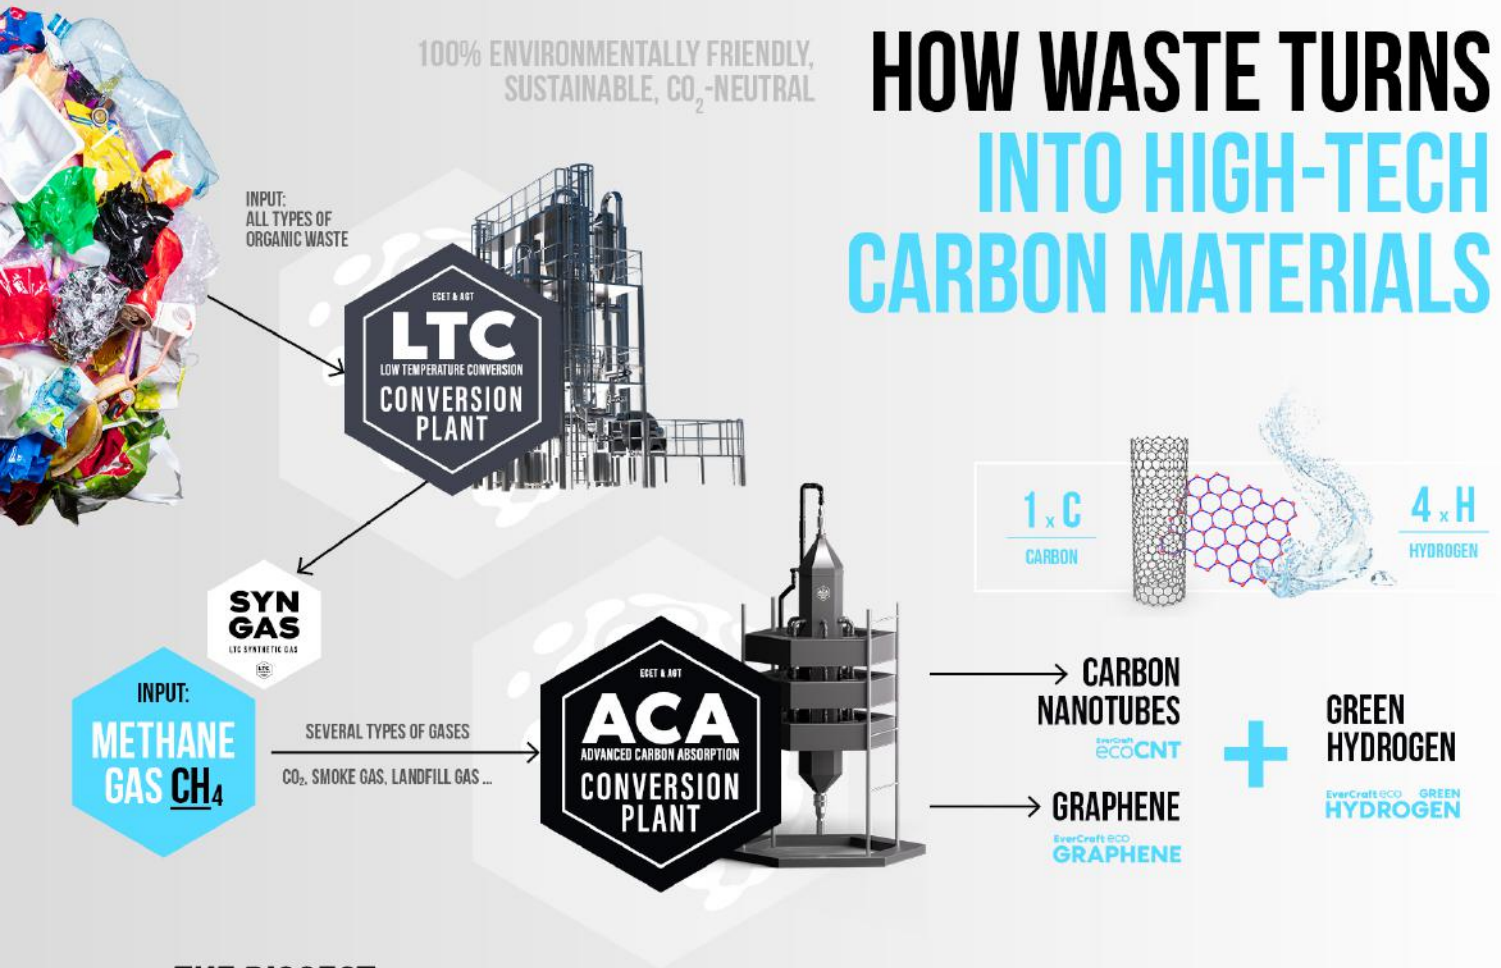 100% ENVIRONMENTALLY FRIENDLY,
SUSTAINABLE, CO₂-NEUTRAL
HOW WASTE TURNS
INTO HIGH-TECH
CARBON MATERIALS
INPUT:
ALL TYPES OF
ORGANIC WASTE
ECET & AGT
LTC
LOW TEMPERATURE CONVERSION
CONVERSION
PLANT
1 x C
CARBON
4 x H
HYDROGEN
SYN
GAS
LTC SYNTHETIC GAS
LTC
INPUT:
METHANE
GAS CH4
SEVERAL TYPES OF GASES
CO₂, SMOKE GAS, LANDFILL GAS ...
ECET & AGT
ACA
ADVANCED CARBON ABSORPTION
CONVERSION
PLANT
CARBON
NANOTUBES
EverCraft
ecoCNT
GRAPHENE
EverCraft eco
GRAPHENE
+
GREEN
HYDROGEN
EverCraft eco GREEN
HYDROGEN